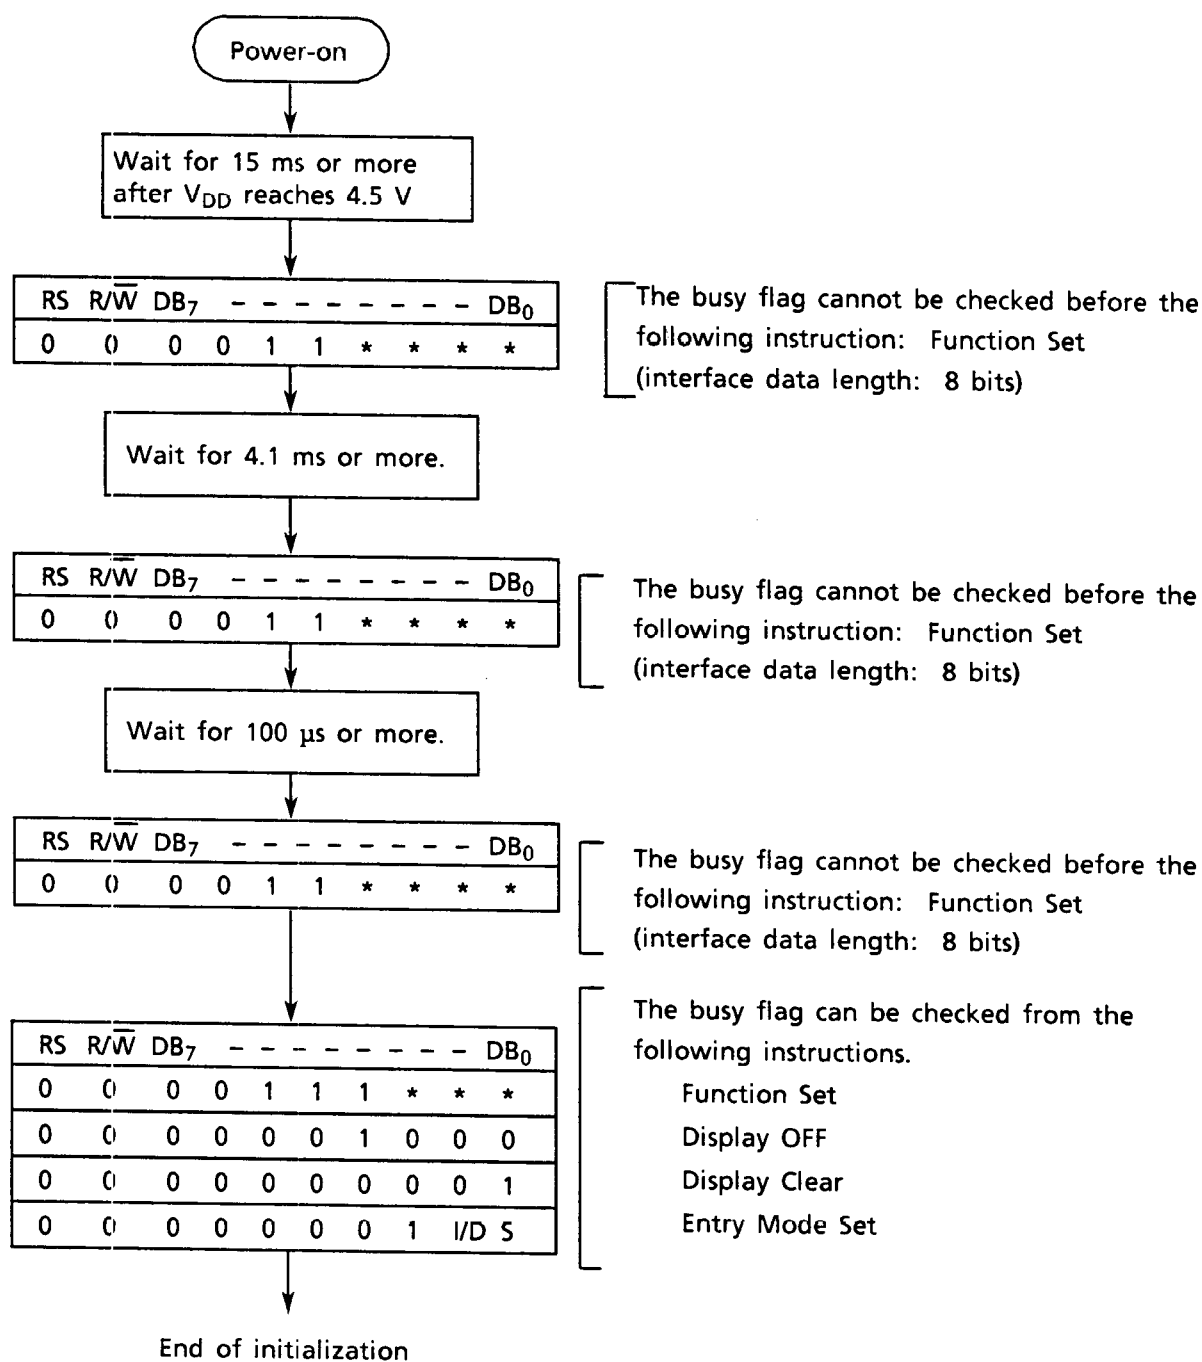 Power-on
Wait for 15 ms or more
after VDD reaches 4.5 V
RS R/W̅ DB7 - - - - - - - - DB0
0 0 0 0 1 1 * * * *
The busy flag cannot be checked before the
following instruction: Function Set
(interface data length: 8 bits)
Wait for 4.1 ms or more.
RS R/W̅ DB7 - - - - - - - - DB0
0 0 0 0 1 1 * * * *
The busy flag cannot be checked before the
following instruction: Function Set
(interface data length: 8 bits)
Wait for 100 μs or more.
RS R/W̅ DB7 - - - - - - - - DB0
0 0 0 0 1 1 * * * *
The busy flag cannot be checked before the
following instruction: Function Set
(interface data length: 8 bits)
RS R/W̅ DB7 - - - - - - - - DB0
0 0 0 0 1 1 1 * * *
0 0 0 0 0 0 1 0 0 0
0 0 0 0 0 0 0 0 0 1
0 0 0 0 0 0 0 1 I/D S
The busy flag can be checked from the
following instructions.
Function Set
Display OFF
Display Clear
Entry Mode Set
End of initialization